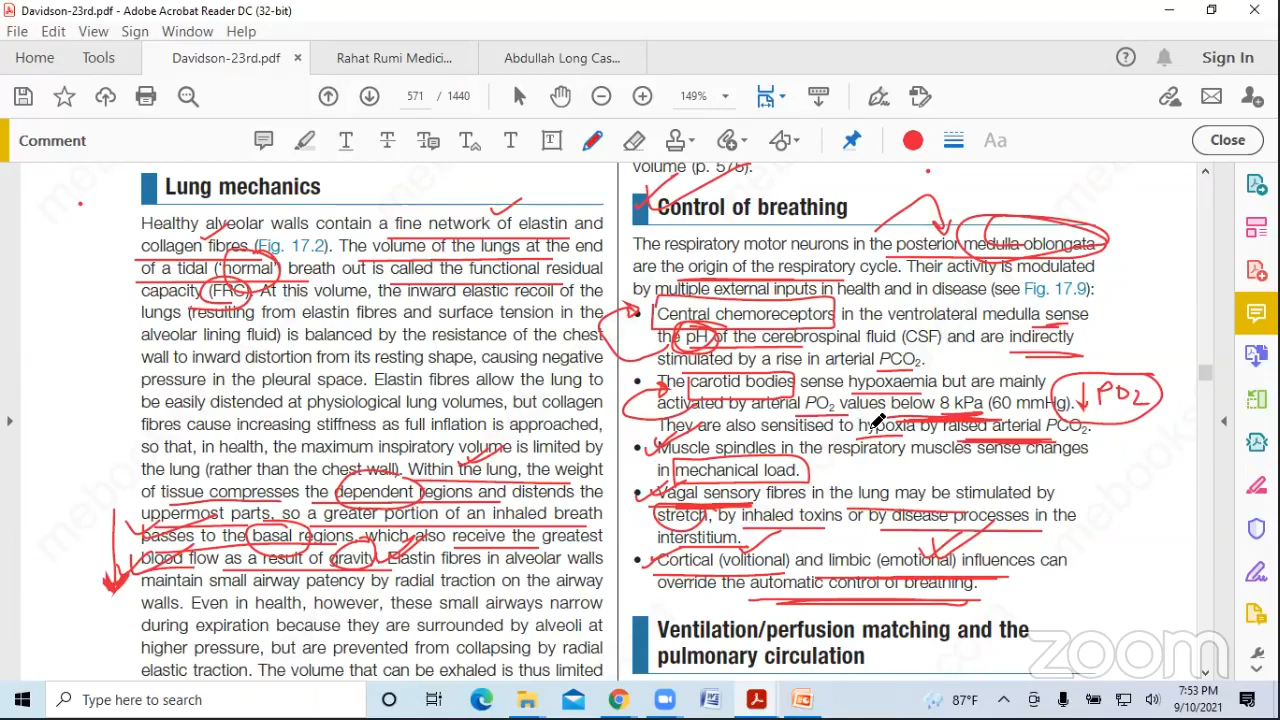 Davidson-23rd.pdf - Adobe Acrobat Reader DC (32-bit)
File Edit View Sign Window Help
Home Tools Davidson-23rd.pdf × Rahat Rumi Medici... Abdullah Long Cas... Sign In
571 / 1440 149%
Comment Aa Close
Lung mechanics
Healthy alveolar walls contain a fine network of elastin and
collagen fibres (Fig. 17.2). The volume of the lungs at the end
of a tidal ('normal') breath out is called the functional residual
capacity (FRC). At this volume, the inward elastic recoil of the
lungs (resulting from elastin fibres and surface tension in the
alveolar lining fluid) is balanced by the resistance of the chest
wall to inward distortion from its resting shape, causing negative
pressure in the pleural space. Elastin fibres allow the lung to
be easily distended at physiological lung volumes, but collagen
fibres cause increasing stiffness as full inflation is approached,
so that, in health, the maximum inspiratory volume is limited by
the lung (rather than the chest wall). Within the lung, the weight
of tissue compresses the dependent regions and distends the
uppermost parts, so a greater portion of an inhaled breath
passes to the basal regions, which also receive the greatest
blood flow as a result of gravity. Elastin fibres in alveolar walls
maintain small airway patency by radial traction on the airway
walls. Even in health, however, these small airways narrow
during expiration because they are surrounded by alveoli at
higher pressure, but are prevented from collapsing by radial
elastic traction. The volume that can be exhaled is thus limited
volume (p. 575).
Control of breathing
The respiratory motor neurons in the posterior medulla oblongata
are the origin of the respiratory cycle. Their activity is modulated
by multiple external inputs in health and in disease (see Fig. 17.9):
• Central chemoreceptors in the ventrolateral medulla sense
the pH of the cerebrospinal fluid (CSF) and are indirectly
stimulated by a rise in arterial PCO2.
• The carotid bodies sense hypoxaemia but are mainly
activated by arterial PO2 values below 8 kPa (60 mmHg).
↓ PO2
They are also sensitised to hypoxia by raised arterial PCO2.
• Muscle spindles in the respiratory muscles sense changes
in mechanical load.
• Vagal sensory fibres in the lung may be stimulated by
stretch, by inhaled toxins or by disease processes in the
interstitium.
• Cortical (volitional) and limbic (emotional) influences can
override the automatic control of breathing.
Ventilation/perfusion matching and the
pulmonary circulation
zoom
Type here to search
87°F
7:53 PM
9/10/2021